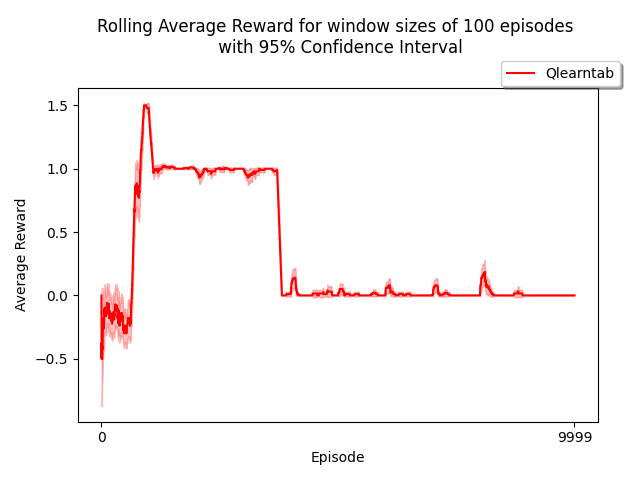 Rolling Average Reward for window sizes of 100 episodes
with 95% Confidence Interval
Qlearntab
1.5
1.0
0.5
0.0
−0.5
Average Reward
0
9999
Episode